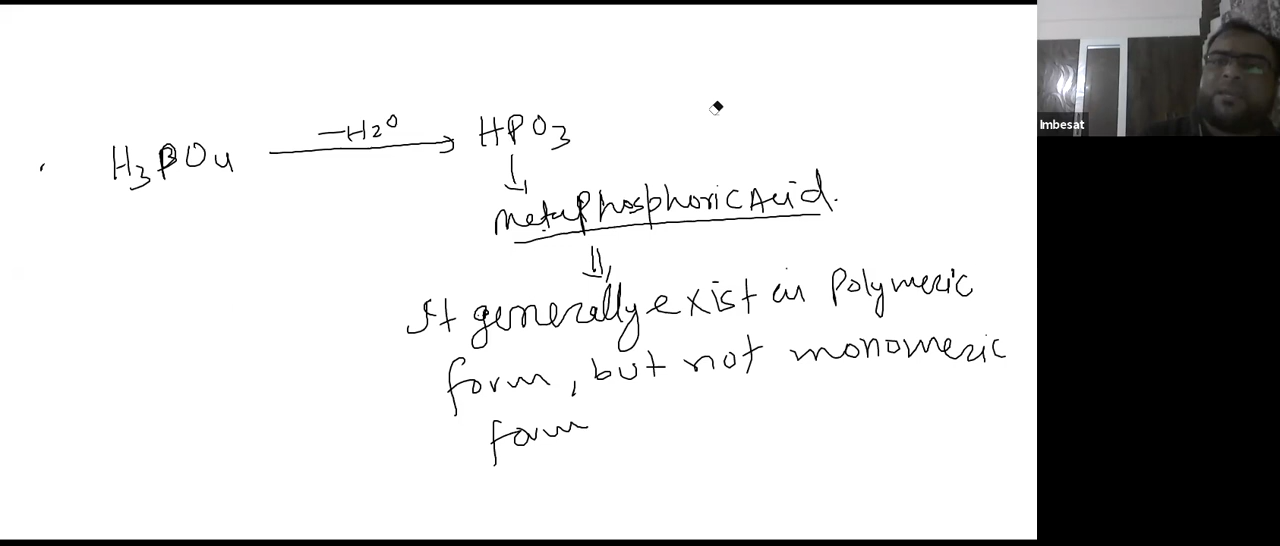 H3PO4 —H2O→ HPO3
↓
metaphosphoric Acid.
⇓
It generally exist in polymeric
form, but not monomeric
form
Imbesat